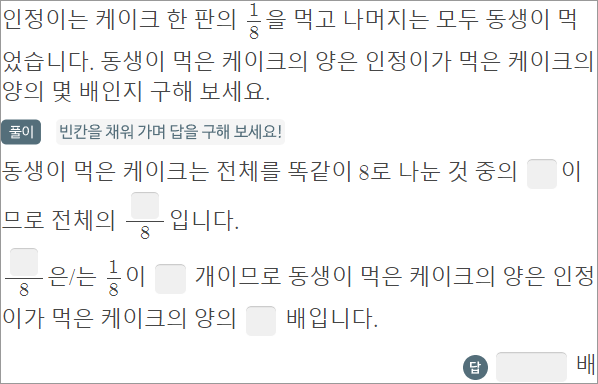 인정이는 케이크 한 판의 1/8을 먹고 나머지는 모두 동생이 먹
었습니다. 동생이 먹은 케이크의 양은 인정이가 먹은 케이크의
양의 몇 배인지 구해 보세요.
풀이 빈칸을 채워 가며 답을 구해 보세요!
동생이 먹은 케이크는 전체를 똑같이 8로 나눈 것 중의 □이
므로 전체의 □/8입니다.
□/8은/는 1/8이 □ 개이므로 동생이 먹은 케이크의 양은 인정
이가 먹은 케이크의 양의 □ 배입니다.
답 □ 배